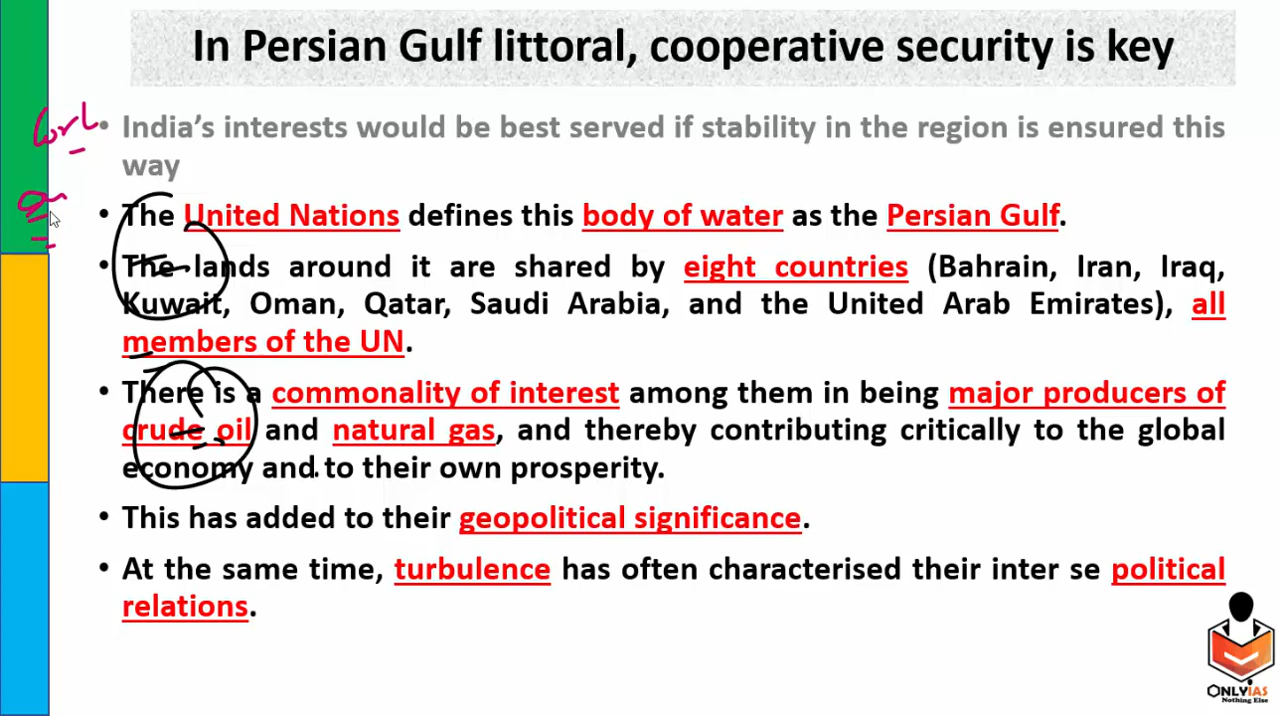 In Persian Gulf littoral, cooperative security is key
• India's interests would be best served if stability in the region is ensured this
way
• The United Nations defines this body of water as the Persian Gulf.
• The lands around it are shared by eight countries (Bahrain, Iran, Iraq,
Kuwait, Oman, Qatar, Saudi Arabia, and the United Arab Emirates), all
members of the UN.
• There is a commonality of interest among them in being major producers of
crude oil and natural gas, and thereby contributing critically to the global
economy and to their own prosperity.
• This has added to their geopolitical significance.
• At the same time, turbulence has often characterised their inter se political
relations.
ONLYIAS
Nothing Else